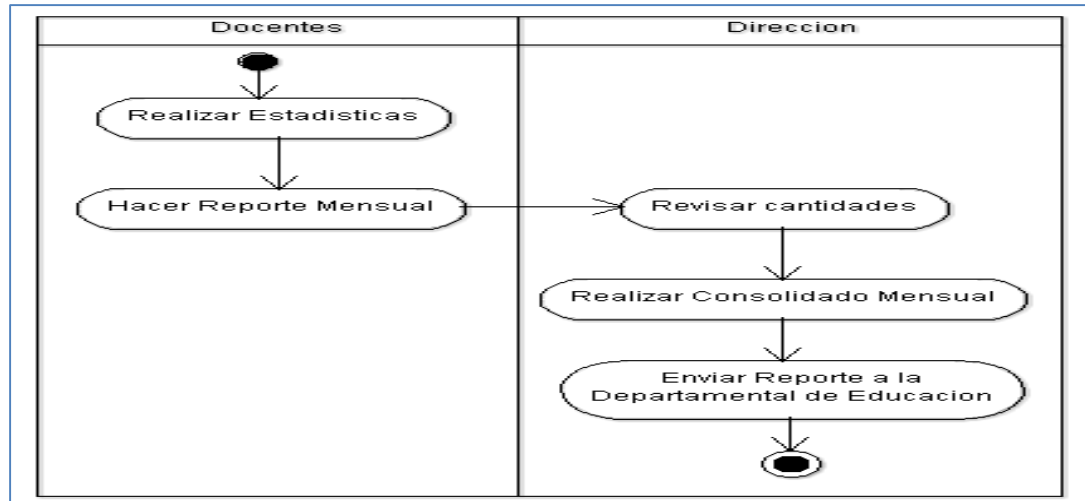 Docentes
Direccion
Realizar Estadisticas
Hacer Reporte Mensual
Revisar cantidades
Realizar Consolidado Mensual
Enviar Reporte a la
Departamental de Educacion